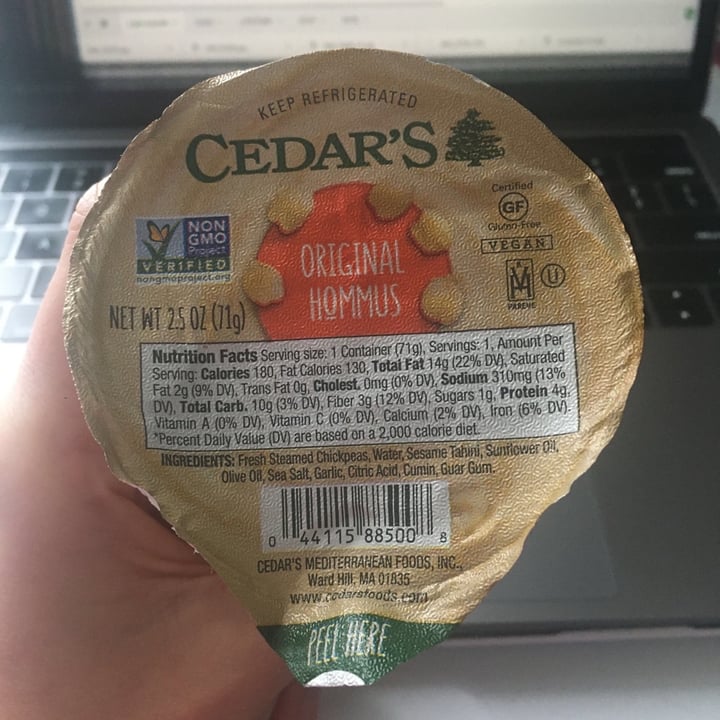 KEEP REFRIGERATED
CEDAR'S
NON
GMO
Project
VERIFIED
nongmoproject.org
Certified
GF
Gluten-Free
VEGAN
U
PAREVE
ORIGINAL
HOMMUS
NET WT 2.5 OZ (71g)
Nutrition Facts Serving size: 1 Container (71g), Servings: 1, Amount Per
Serving: Calories 180, Fat Calories 130, Total Fat 14g (22% DV), Saturated
Fat 2g (9% DV), Trans Fat 0g, Cholest. 0mg (0% DV), Sodium 310mg (13%
DV), Total Carb. 10g (3% DV), Fiber 3g (12% DV), Sugars 1g, Protein 4g,
Vitamin A (0% DV), Vitamin C (0% DV), Calcium (2% DV), Iron (6% DV).
*Percent Daily Value (DV) are based on a 2,000 calorie diet.
INGREDIENTS: Fresh Steamed Chickpeas, Water, Sesame Tahini, Sunflower Oil,
Olive Oil, Sea Salt, Garlic, Citric Acid, Cumin, Guar Gum.
0 44115 88500 8
CEDAR'S MEDITERRANEAN FOODS, INC.,
Ward Hill, MA 01835
www.cedarsfoods.com
PEEL HERE